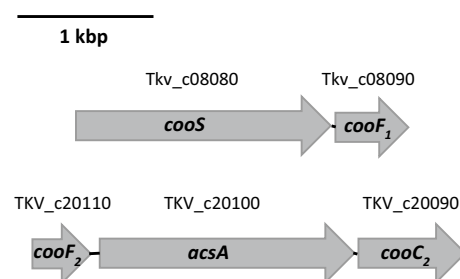 1 kbp
Tkv_c08080 Tkv_c08090
cooS cooF1
TKV_c20110 TKV_c20100 TKV_c20090
cooF2 acsA cooC2